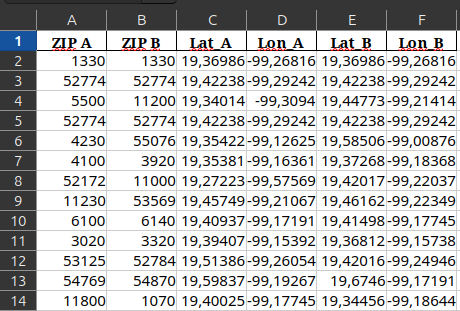 A B C D E F
1 ZIP A ZIP B Lat_A Lon_A Lat_B Lon_B
2 1330 1330 19,36986 -99,26816 19,36986 -99,26816
3 52774 52774 19,42238 -99,29242 19,42238 -99,29242
4 5500 11200 19,34014 -99,3094 19,44773 -99,21414
5 52774 52774 19,42238 -99,29242 19,42238 -99,29242
6 4230 55076 19,35422 -99,12625 19,58506 -99,00876
7 4100 3920 19,35381 -99,16361 19,37268 -99,18368
8 52172 11000 19,27223 -99,57569 19,42017 -99,22037
9 11230 53569 19,45749 -99,21067 19,46162 -99,22349
10 6100 6140 19,40937 -99,17191 19,41498 -99,17745
11 3020 3320 19,39407 -99,15392 19,36812 -99,15738
12 53125 52784 19,51386 -99,26054 19,42016 -99,24946
13 54769 54870 19,59837 -99,19267 19,6746 -99,17191
14 11800 1070 19,40025 -99,17745 19,34456 -99,18644